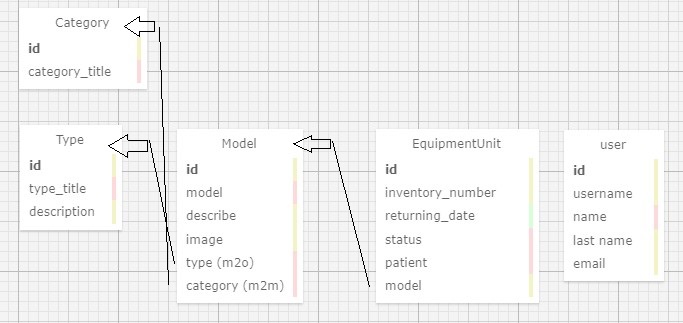 Category
id
category_title
Type
id
type_title
description
Model
id
model
describe
image
type (m2o)
category (m2m)
EquipmentUnit
id
inventory_number
returning_date
status
patient
model
user
id
username
name
last name
email